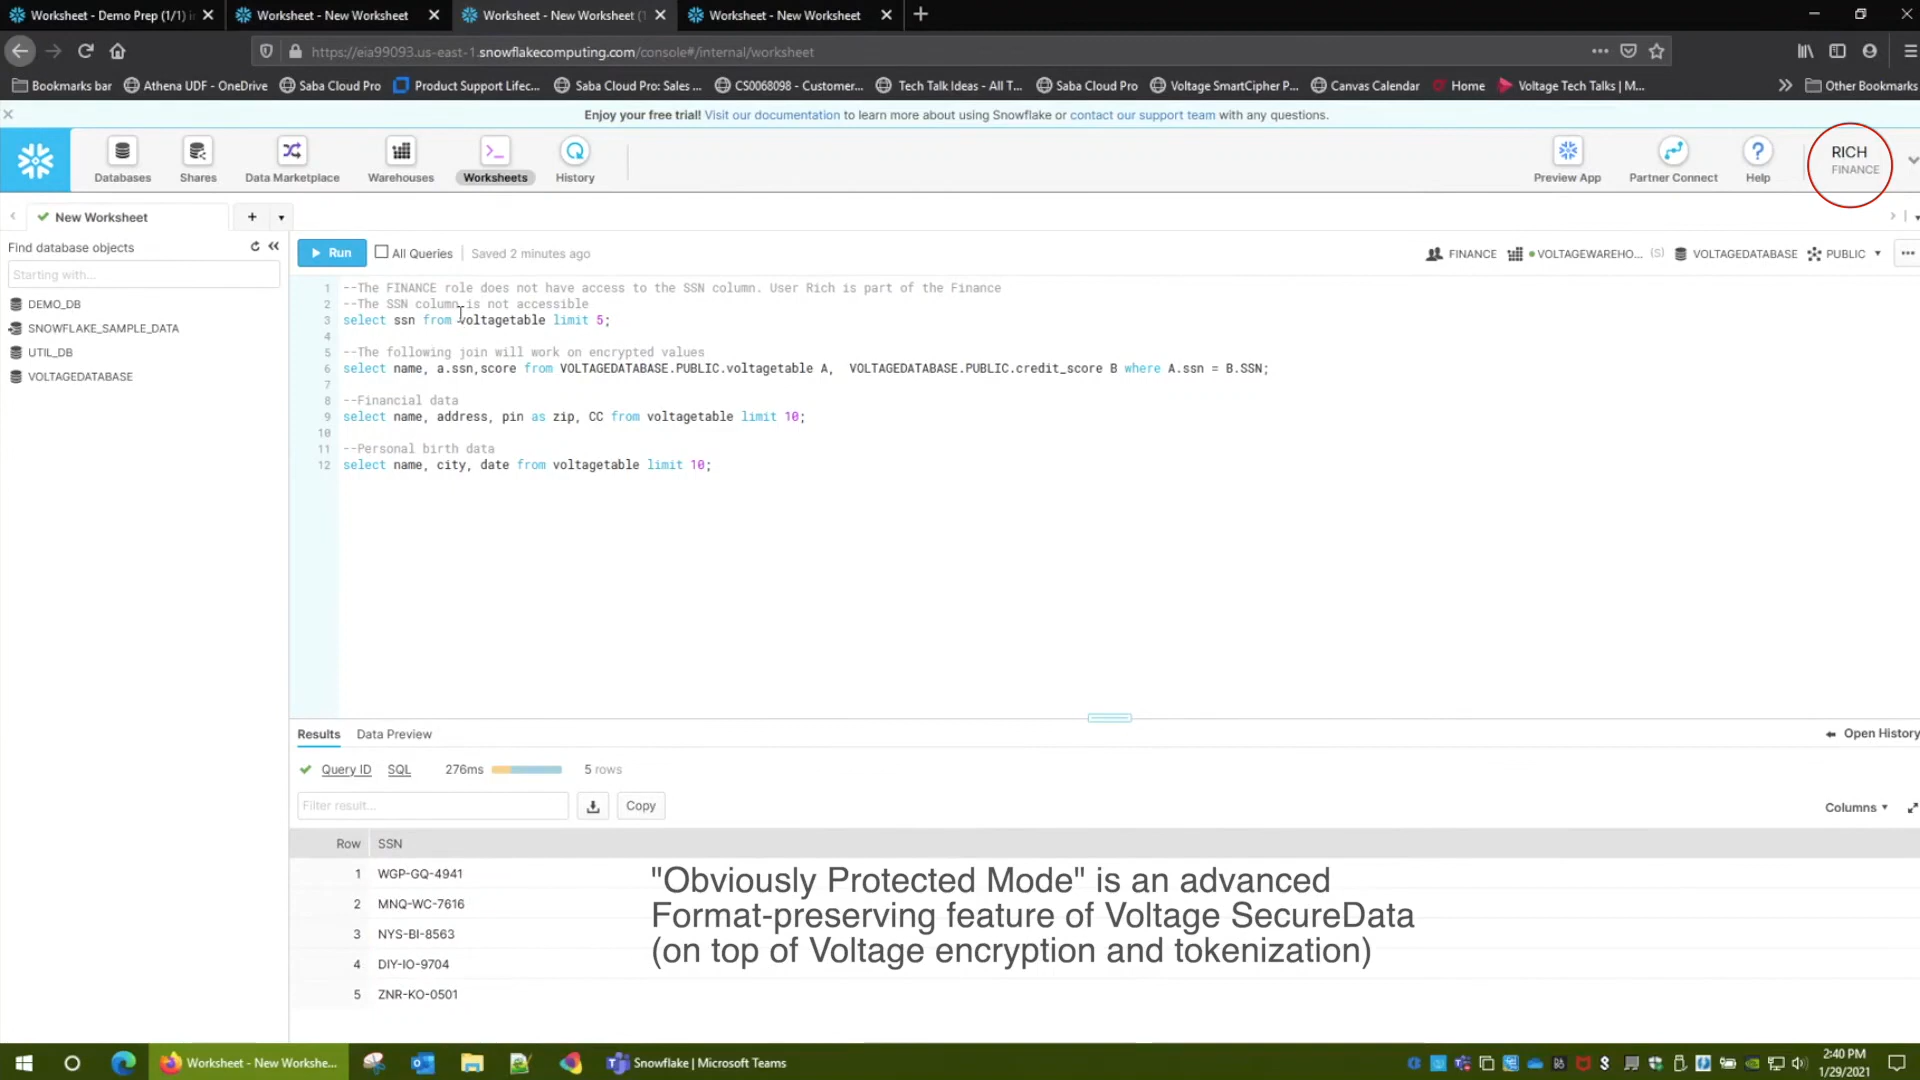 Worksheet - Demo Prep (1/1) i
Worksheet - New Worksheet
Worksheet - New Worksheet (1
Worksheet - New Worksheet
https://eia99093.us-east-1.snowflakecomputing.com/console#/internal/worksheet
Bookmarks bar
Athena UDF - OneDrive
Saba Cloud Pro
Product Support Lifec...
Saba Cloud Pro: Sales ...
CS0068098 - Customer...
Tech Talk Ideas - All T...
Saba Cloud Pro
Voltage SmartCipher P...
Canvas Calendar
Home
Voltage Tech Talks | M...
Other Bookmarks
Enjoy your free trial! Visit our documentation to learn more about using Snowflake or contact our support team with any questions.
Databases
Shares
Data Marketplace
Warehouses
Worksheets
History
Preview App
Partner Connect
Help
RICH
FINANCE
New Worksheet
Find database objects
Starting with...
DEMO_DB
SNOWFLAKE_SAMPLE_DATA
UTIL_DB
VOLTAGEDATABASE
Run
All Queries
Saved 2 minutes ago
FINANCE
VOLTAGEWAREHO... (S)
VOLTAGEDATABASE
PUBLIC
1 --The FINANCE role does not have access to the SSN column. User Rich is part of the Finance
2 --The SSN column is not accessible
3 select ssn from voltagetable limit 5;
4
5 --The following join will work on encrypted values
6 select name, a.ssn,score from VOLTAGEDATABASE.PUBLIC.voltagetable A,  VOLTAGEDATABASE.PUBLIC.credit_score B where A.ssn = B.SSN;
7
8 --Financial data
9 select name, address, pin as zip, CC from voltagetable limit 10;
10
11 --Personal birth data
12 select name, city, date from voltagetable limit 10;
Results
Data Preview
Open History
Query ID
SQL
276ms
5 rows
Filter result...
Copy
Columns
Row SSN
1 WGP-GQ-4941
2 MNQ-WC-7616
3 NYS-BI-8563
4 DIY-IO-9704
5 ZNR-KO-0501
"Obviously Protected Mode" is an advanced
Format-preserving feature of Voltage SecureData
(on top of Voltage encryption and tokenization)
Worksheet - New Workshe...
Snowflake | Microsoft Teams
2:40 PM
1/29/2021